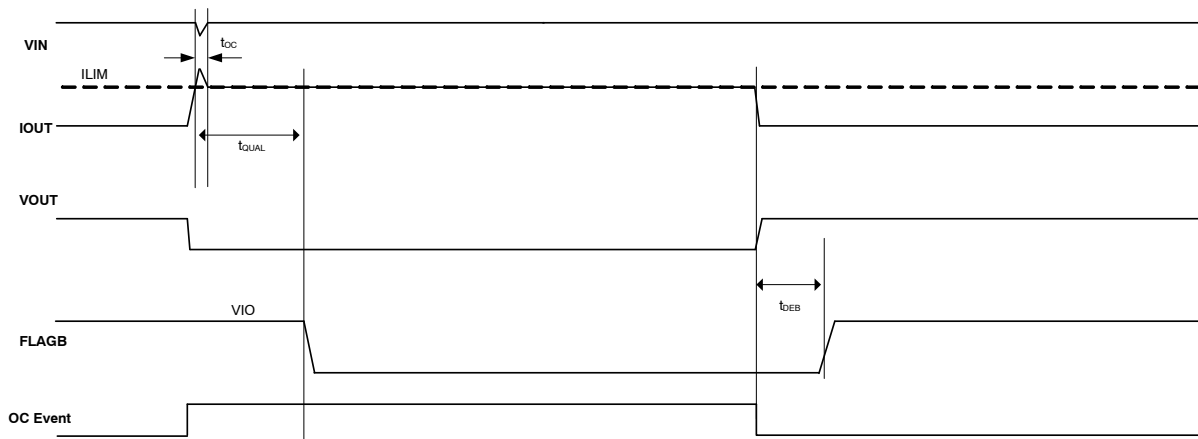 VIN
tOC
ILIM
IOUT
tQUAL
VOUT
tDEB
VIO
FLAGB
OC Event